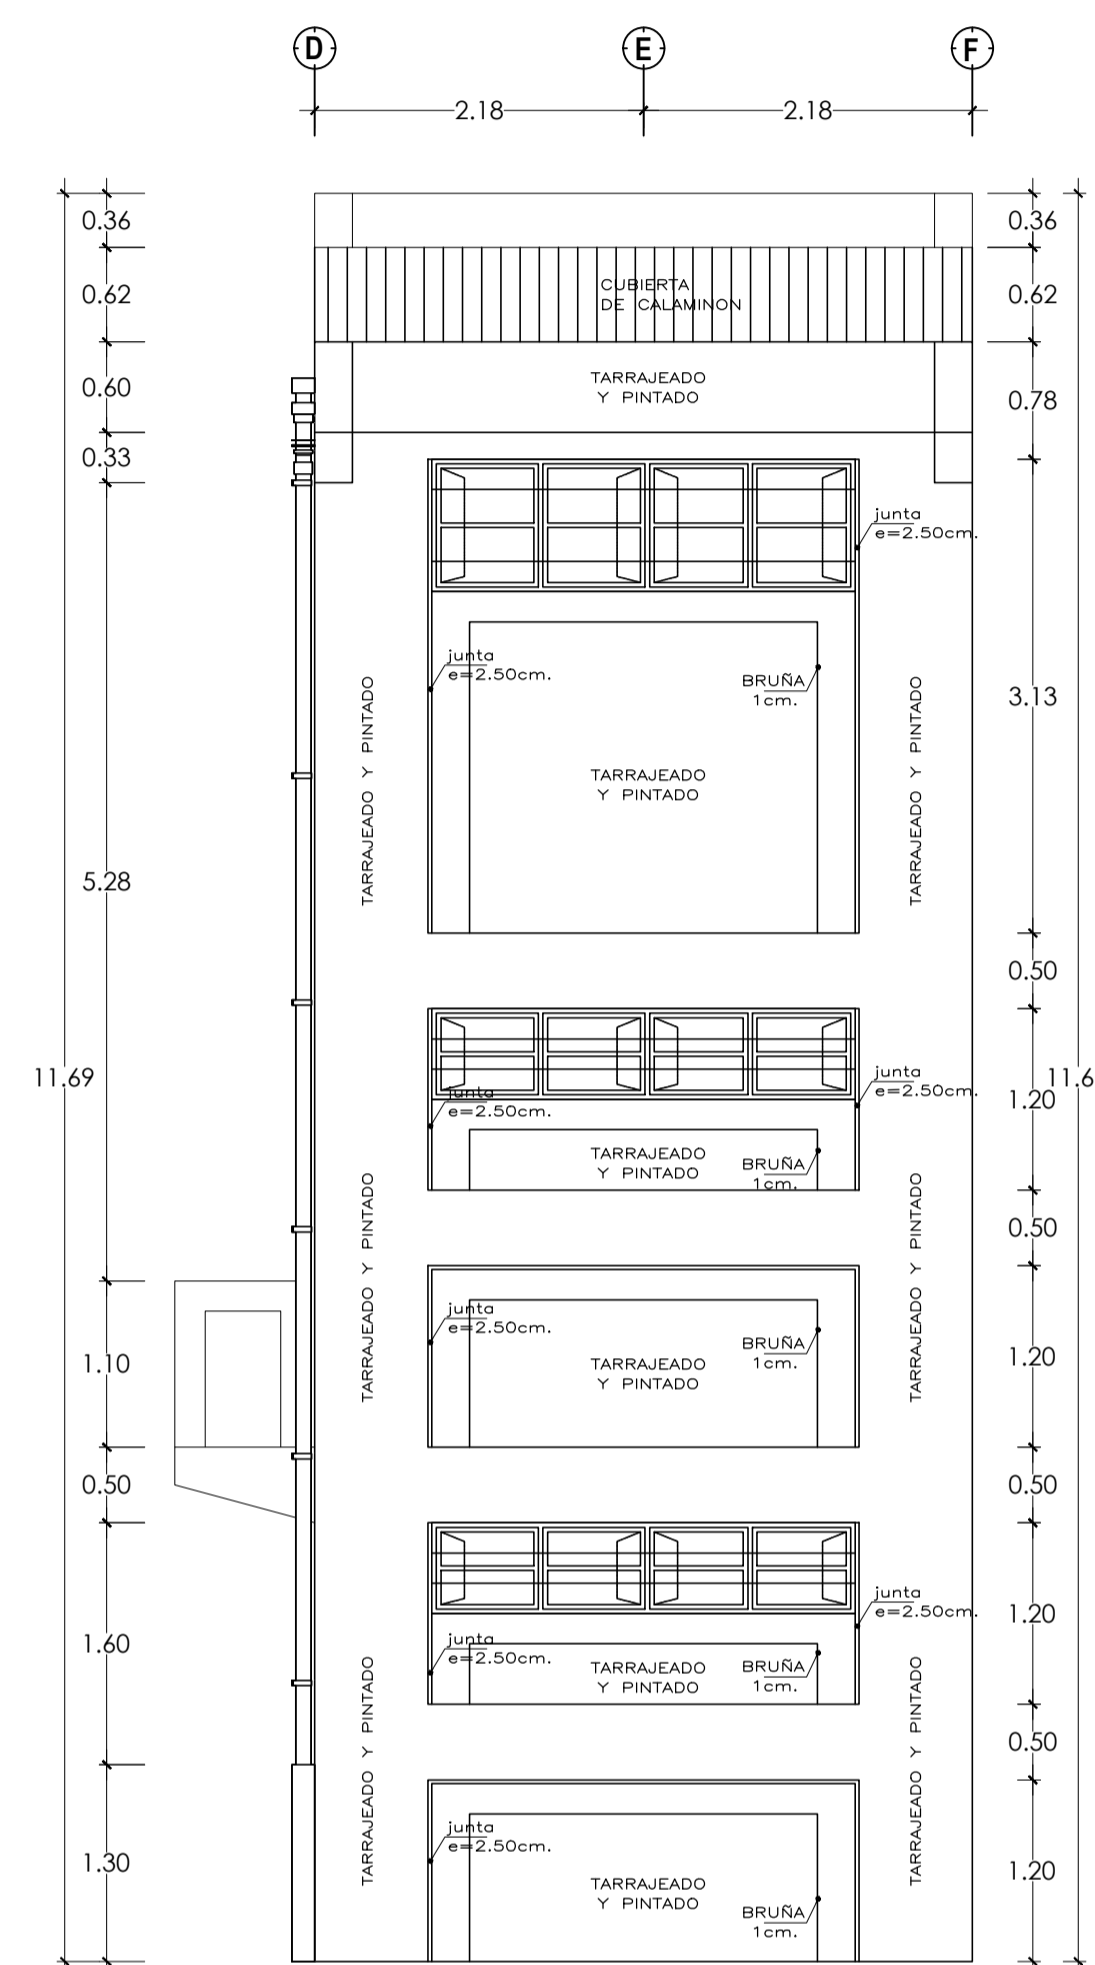 D E F
2.18 2.18
0.36 0.36
0.62 CUBIERTA 0.62
DE CALAMINON
0.60 TARRAJEADO 0.78
Y PINTADO
0.33
junta
e=2.50cm.
junta
e=2.50cm.
BRUÑA
1cm.
3.13
TARRAJEADO Y PINTADO
TARRAJEADO
Y PINTADO
TARRAJEADO Y PINTADO
5.28
0.50
11.69
junta
e=2.50cm.
junta
e=2.50cm.
1.20
11.6
TARRAJEADO
Y PINTADO
BRUÑA
1cm.
0.50
TARRAJEADO Y PINTADO
TARRAJEADO Y PINTADO
junta
e=2.50cm.
BRUÑA
1cm.
1.20
1.10
TARRAJEADO
Y PINTADO
0.50 0.50
junta
e=2.50cm.
1.20
1.60
junta
e=2.50cm.
TARRAJEADO
Y PINTADO
BRUÑA
1cm.
0.50
TARRAJEADO Y PINTADO
TARRAJEADO Y PINTADO
junta
e=2.50cm.
1.30
1.20
TARRAJEADO
Y PINTADO
BRUÑA
1cm.